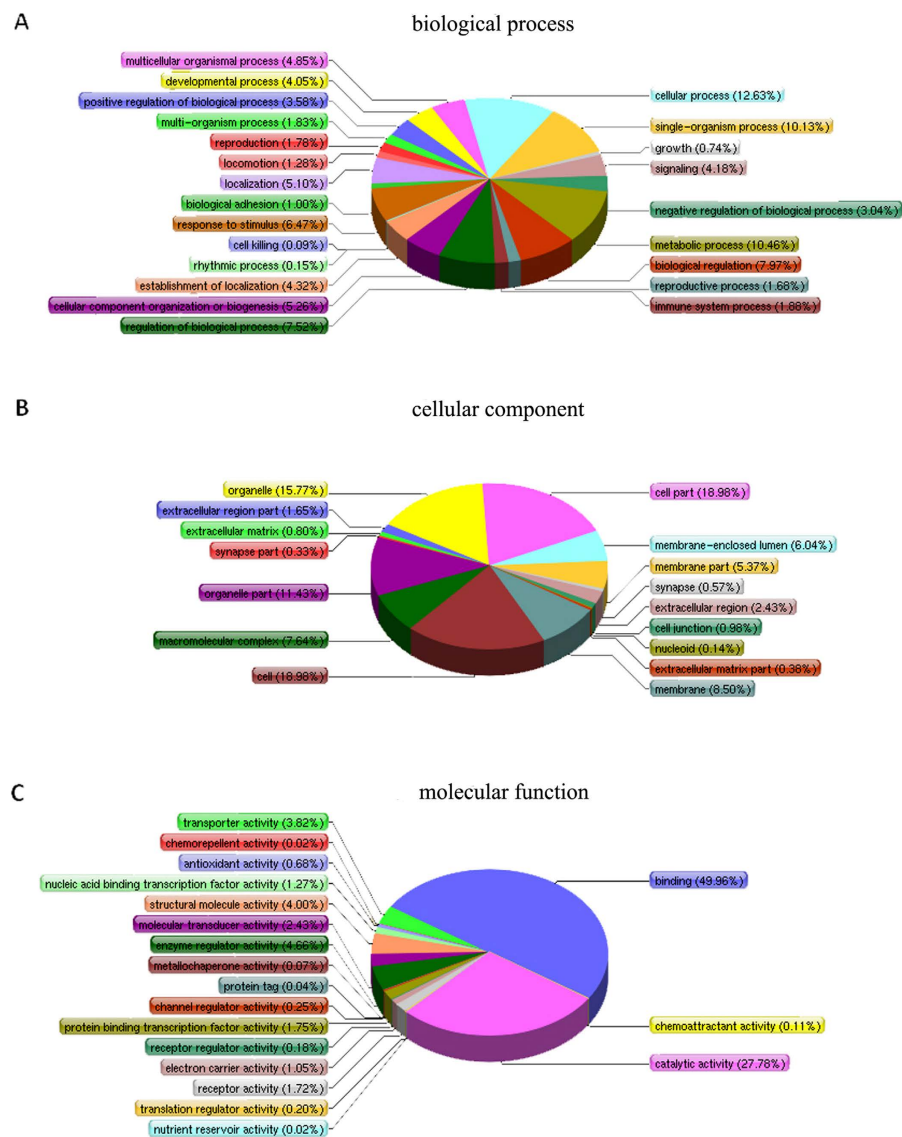 A
biological process
multicellular organismal process (4.85%)
developmental process (4.05%)
positive regulation of biological process (3.58%)
multi-organism process (1.83%)
reproduction (1.78%)
locomotion (1.28%)
localization (5.10%)
biological adhesion (1.00%)
response to stimulus (6.47%)
cell killing (0.09%)
rhythmic process (0.15%)
establishment of localization (4.32%)
cellular component organization or biogenesis (5.26%)
regulation of biological process (7.52%)
cellular process (12.63%)
single-organism process (10.13%)
growth (0.74%)
signaling (4.18%)
negative regulation of biological process (3.04%)
metabolic process (10.46%)
biological regulation (7.97%)
reproductive process (1.68%)
immune system process (1.88%)
B
cellular component
organelle (15.77%)
extracellular region part (1.65%)
extracellular matrix (0.80%)
synapse part (0.33%)
organelle part (11.43%)
macromolecular complex (7.64%)
cell (18.98%)
cell part (18.98%)
membrane-enclosed lumen (6.04%)
membrane part (5.37%)
synapse (0.57%)
extracellular region (2.43%)
cell junction (0.98%)
nucleoid (0.14%)
extracellular matrix part (0.38%)
membrane (8.50%)
C
molecular function
transporter activity (3.82%)
chemorepellent activity (0.02%)
antioxidant activity (0.68%)
nucleic acid binding transcription factor activity (1.27%)
structural molecule activity (4.00%)
molecular transducer activity (2.43%)
enzyme regulator activity (4.66%)
metallochaperone activity (0.07%)
protein tag (0.04%)
channel regulator activity (0.25%)
protein binding transcription factor activity (1.75%)
receptor regulator activity (0.18%)
electron carrier activity (1.05%)
receptor activity (1.72%)
translation regulator activity (0.20%)
nutrient reservoir activity (0.02%)
binding (49.96%)
chemoattractant activity (0.11%)
catalytic activity (27.78%)